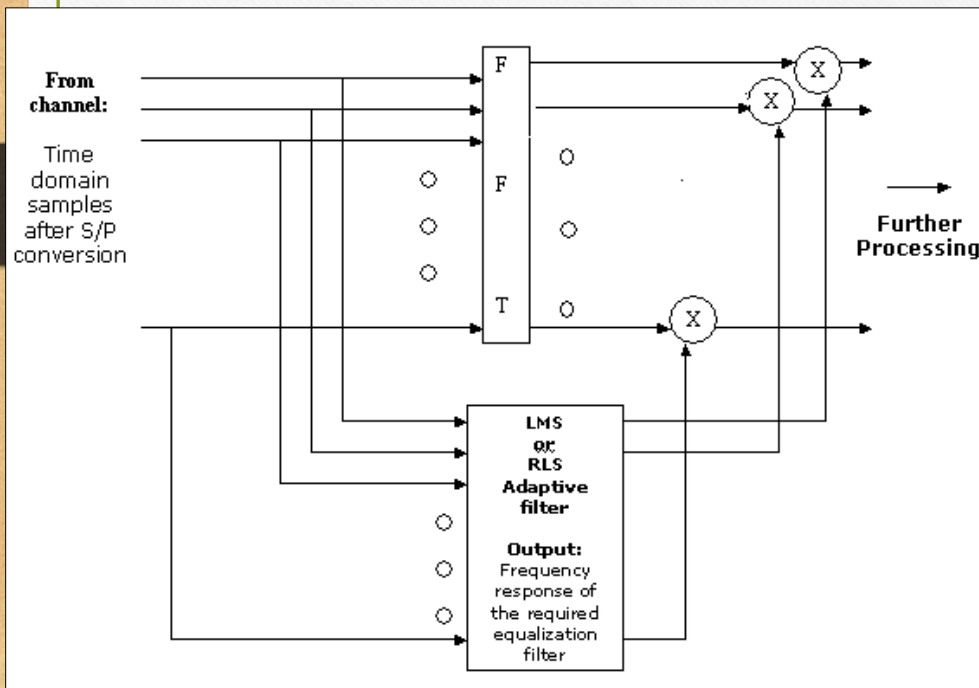 From
channel:
Time
domain
samples
after S/P
conversion
F
F
T
X
X
X
Further
Processing
LMS
or
RLS
Adaptive
filter
Output:
Frequency
response of
the required
equalization
filter